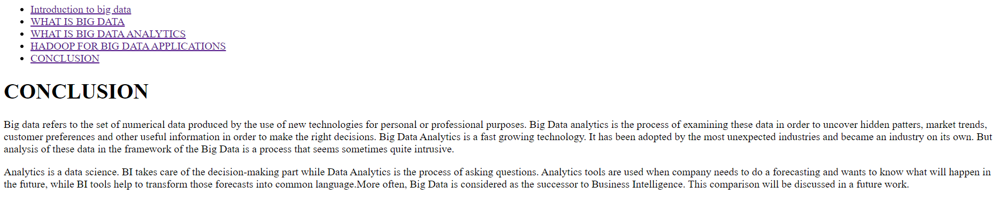 Introduction to big data
WHAT IS BIG DATA
WHAT IS BIG DATA ANALYTICS
HADOOP FOR BIG DATA APPLICATIONS
CONCLUSION
CONCLUSION
Big data refers to the set of numerical data produced by the use of new technologies for personal or professional purposes. Big Data analytics is the process of examining these data in order to uncover hidden patters, market trends,
customer preferences and other useful information in order to make the right decisions. Big Data Analytics is a fast growing technology. It has been adopted by the most unexpected industries and became an industry on its own. But
analysis of these data in the framework of the Big Data is a process that seems sometimes quite intrusive.
Analytics is a data science. BI takes care of the decision-making part while Data Analytics is the process of asking questions. Analytics tools are used when company needs to do a forecasting and wants to know what will happen in
the future, while BI tools help to transform those forecasts into common language.More often, Big Data is considered as the successor to Business Intelligence. This comparison will be discussed in a future work.